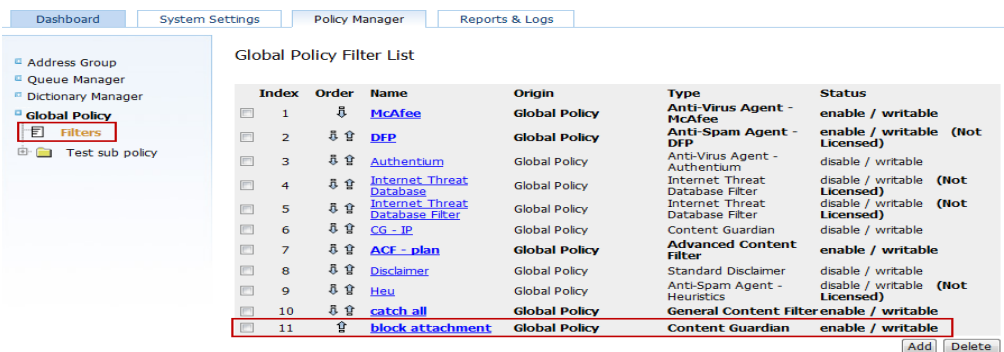 Dashboard System Settings Policy Manager Reports & Logs
Address Group
Queue Manager
Dictionary Manager
Global Policy
Filters
Test sub policy
Global Policy Filter List
Index Order Name Origin Type Status
1 McAfee Global Policy Anti-Virus Agent - McAfee enable / writable
2 DFP Global Policy Anti-Spam Agent - DFP enable / writable (Not Licensed)
3 Authentium Global Policy Anti-Virus Agent - Authentium disable / writable
4 Internet Threat Database Global Policy Internet Threat Database Filter disable / writable (Not Licensed)
5 Internet Threat Database Filter Global Policy Internet Threat Database Filter disable / writable (Not Licensed)
6 CG - IP Global Policy Content Guardian disable / writable
7 ACF - plan Global Policy Advanced Content Filter enable / writable
8 Disclaimer Global Policy Standard Disclaimer disable / writable
9 Heu Global Policy Anti-Spam Agent - Heuristics disable / writable (Not Licensed)
10 catch all Global Policy General Content Filter enable / writable
11 block attachment Global Policy Content Guardian enable / writable
Add Delete